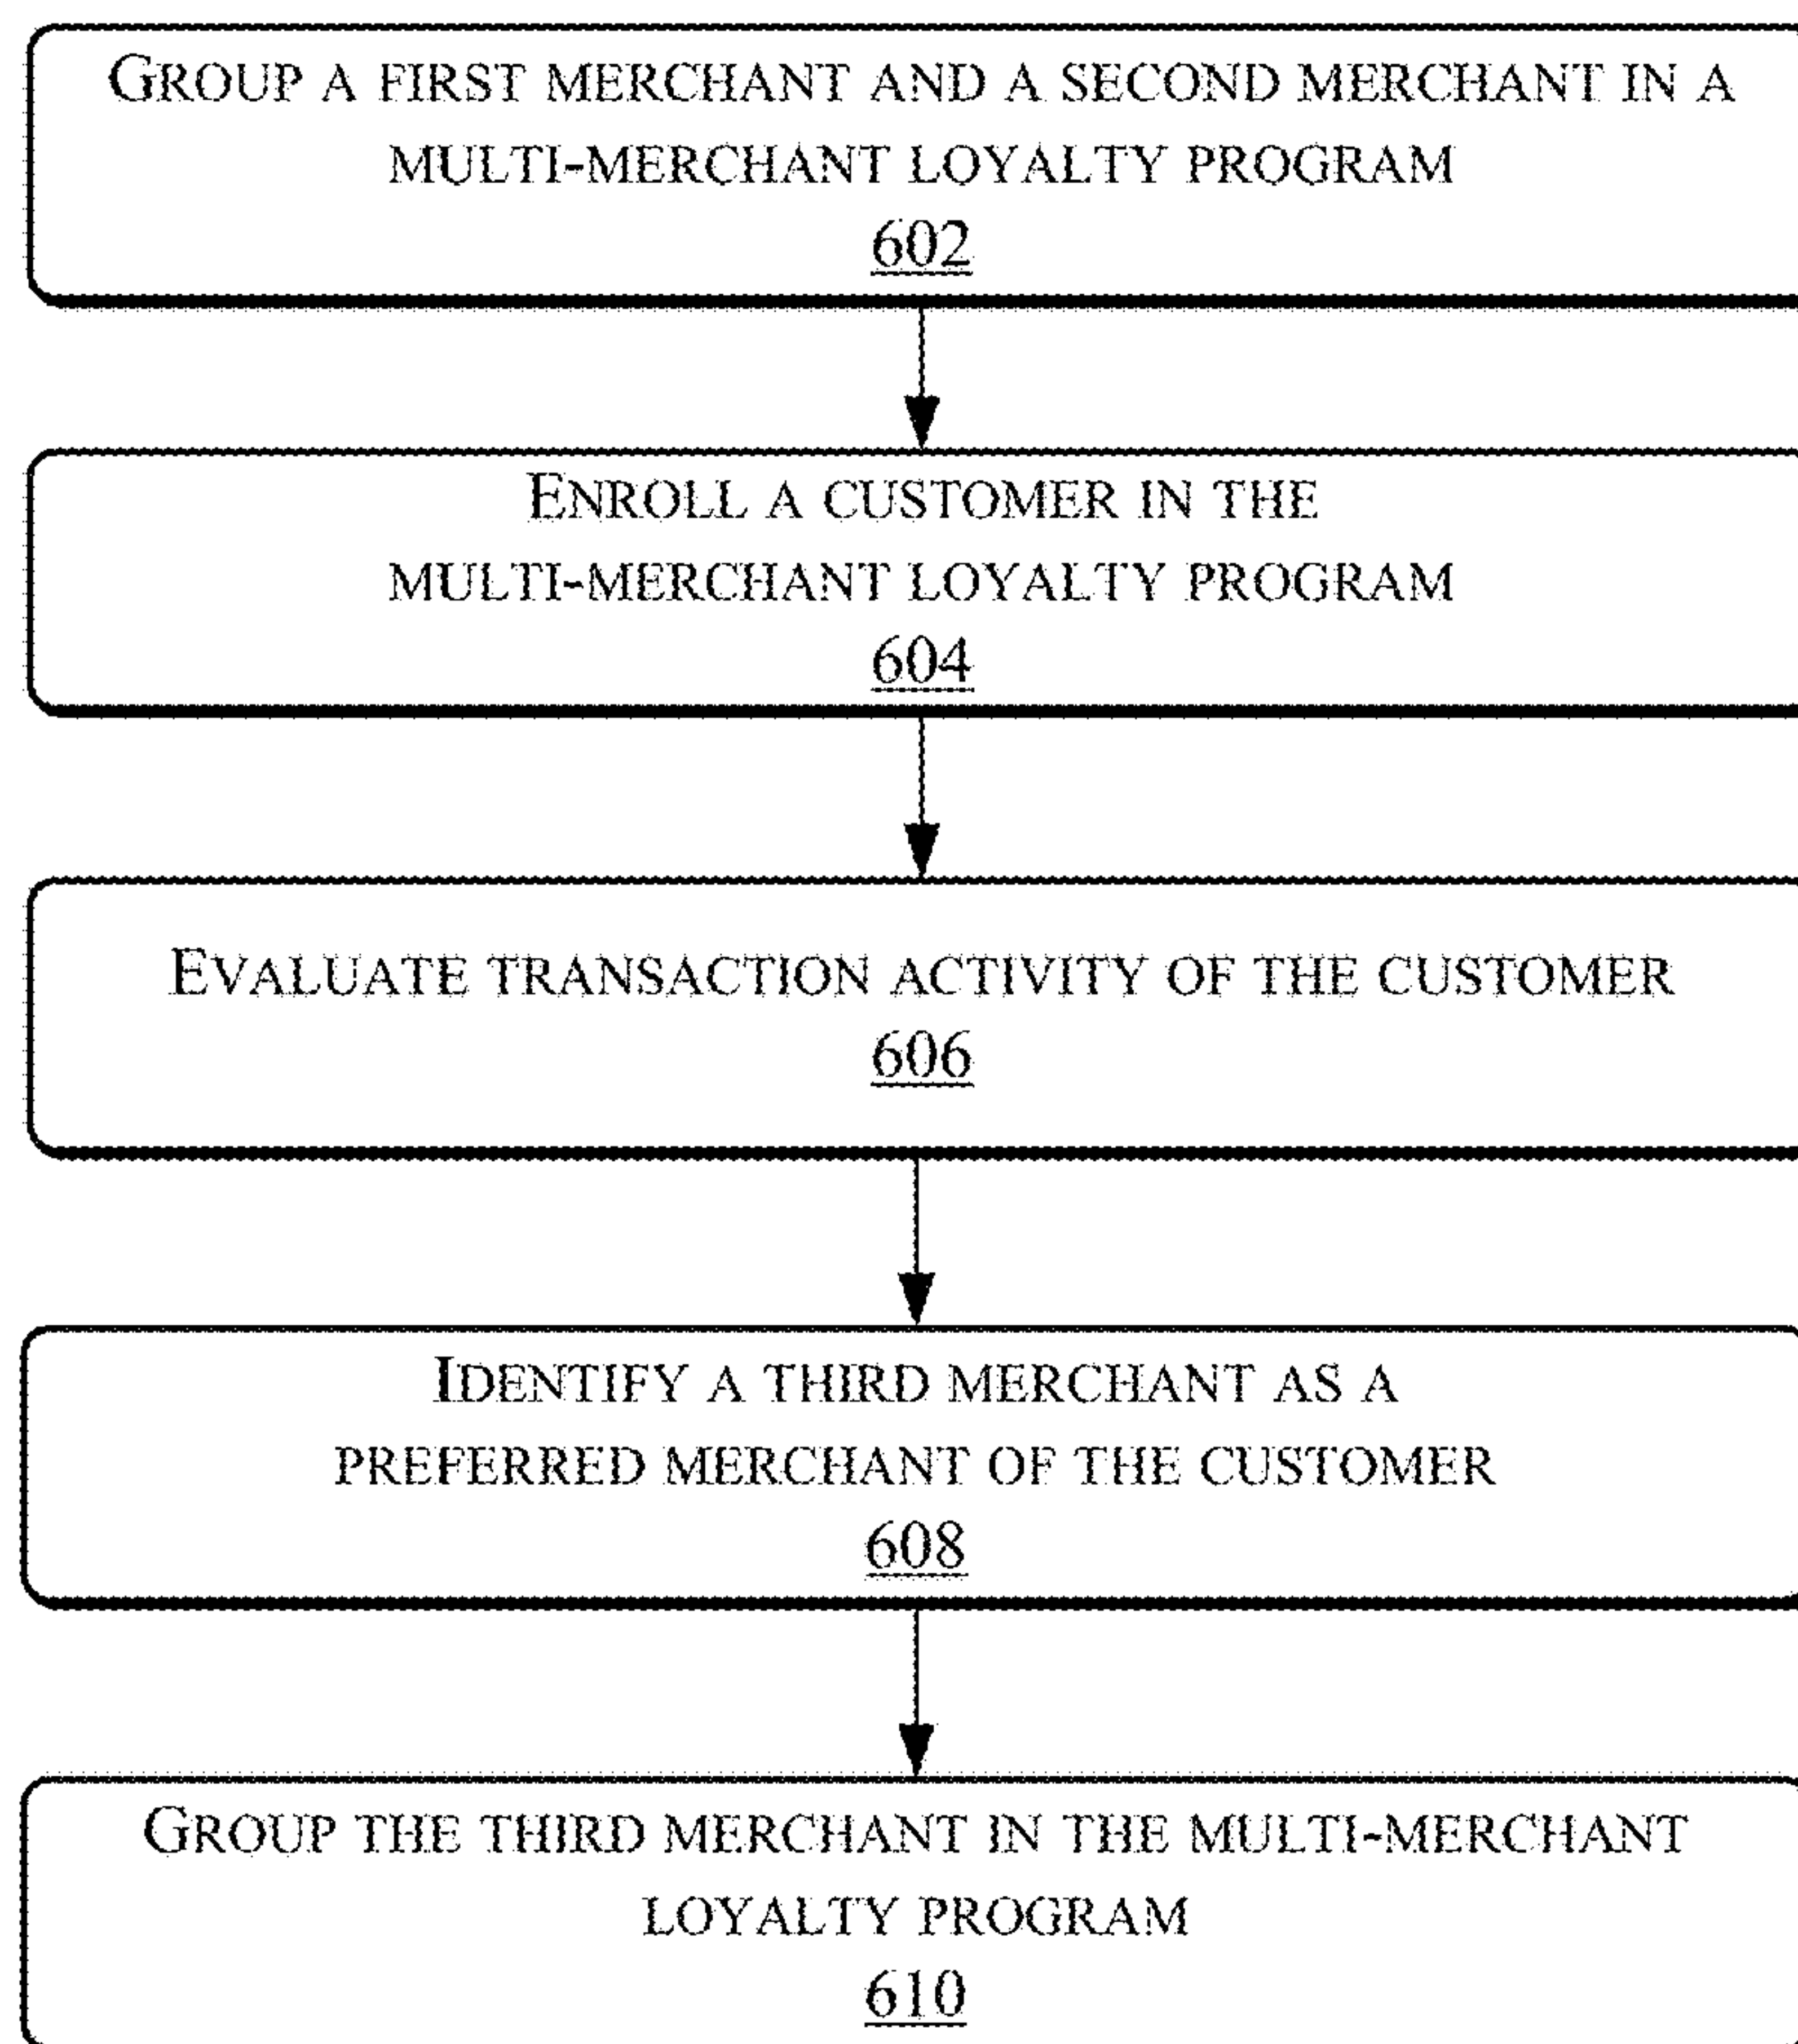 GROUP A FIRST MERCHANT AND A SECOND MERCHANT IN A
MULTI-MERCHANT LOYALTY PROGRAM
602
ENROLL A CUSTOMER IN THE
MULTI-MERCHANT LOYALTY PROGRAM
604
EVALUATE TRANSACTION ACTIVITY OF THE CUSTOMER
606
IDENTIFY A THIRD MERCHANT AS A
PREFERRED MERCHANT OF THE CUSTOMER
608
GROUP THE THIRD MERCHANT IN THE MULTI-MERCHANT
LOYALTY PROGRAM
610